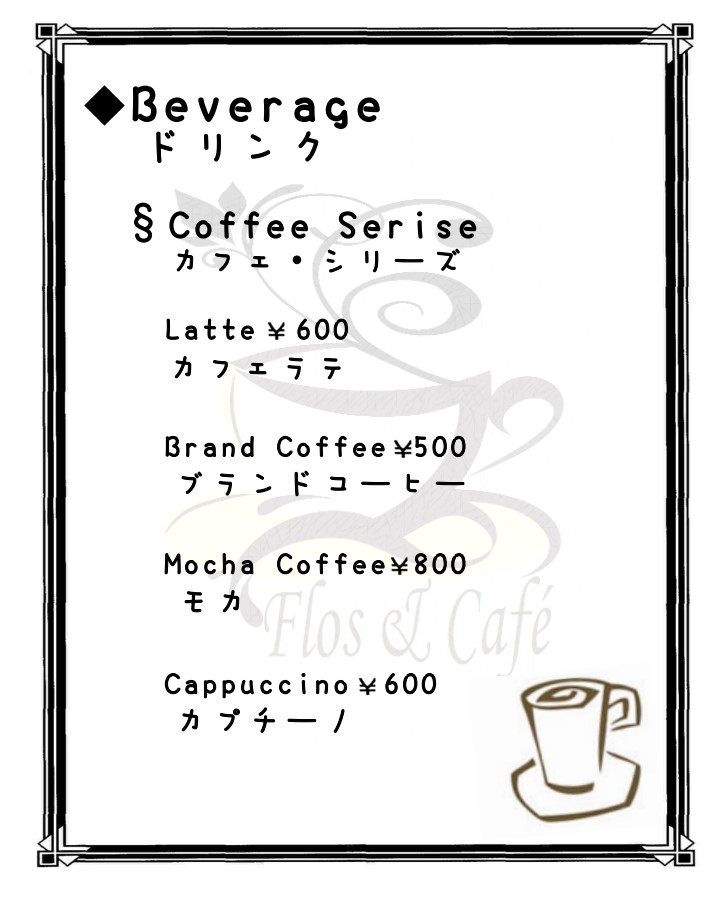 ◆Beverage
ドリンク
§Coffee Serise
カフェ・シリーズ
Latte ¥600
カフェラテ
Brand Coffee¥500
ブランドコーヒー
Mocha Coffee¥800
モカ
Flos & Café
Cappuccino ¥600
カプチーノ